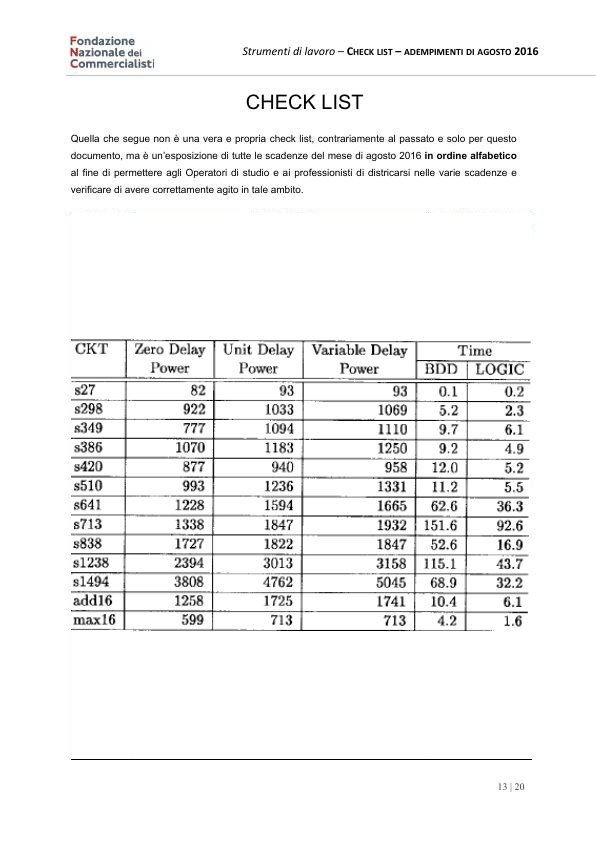 Fondazione
Nazionale dei
Commercialisti
Strumenti di lavoro – CHECK LIST – ADEMPIMENTI DI AGOSTO 2016
CHECK LIST
Quella che segue non è una vera e propria check list, contrariamente al passato e solo per questo
documento, ma è un'esposizione di tutte le scadenze del mese di agosto 2016 in ordine alfabetico
al fine di permettere agli Operatori di studio e ai professionisti di districarsi nelle varie scadenze e
verificare di avere correttamente agito in tale ambito.
CKT Zero Delay Power Unit Delay Power Variable Delay Power Time
BDD LOGIC
s27 82 93 93 0.1 0.2
s298 922 1033 1069 5.2 2.3
s349 777 1094 1110 9.7 6.1
s386 1070 1183 1250 9.2 4.9
s420 877 940 958 12.0 5.2
s510 993 1236 1331 11.2 5.5
s641 1228 1594 1665 62.6 36.3
s713 1338 1847 1932 151.6 92.6
s838 1727 1822 1847 52.6 16.9
s1238 2394 3013 3158 115.1 43.7
s1494 3808 4762 5045 68.9 32.2
add16 1258 1725 1741 10.4 6.1
max16 599 713 713 4.2 1.6
13 | 20